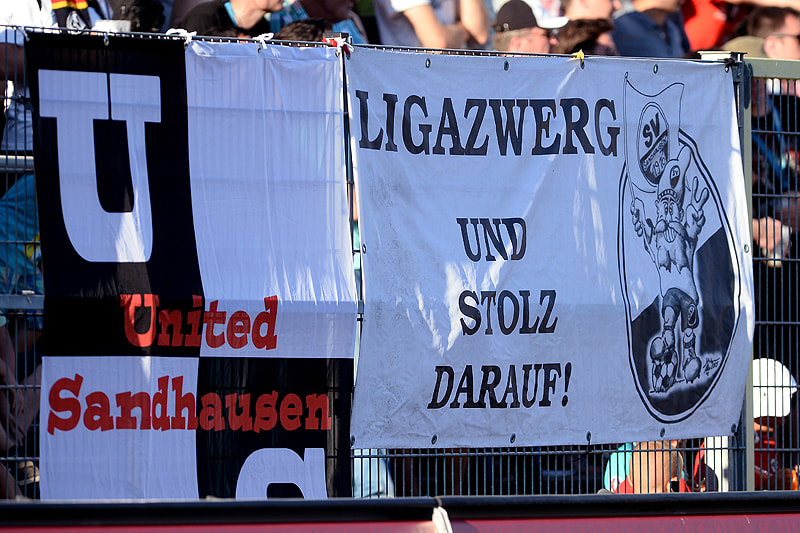 U
United
Sandhausen
LIGAZWERG
UND
STOLZ
DARAUF!
SV